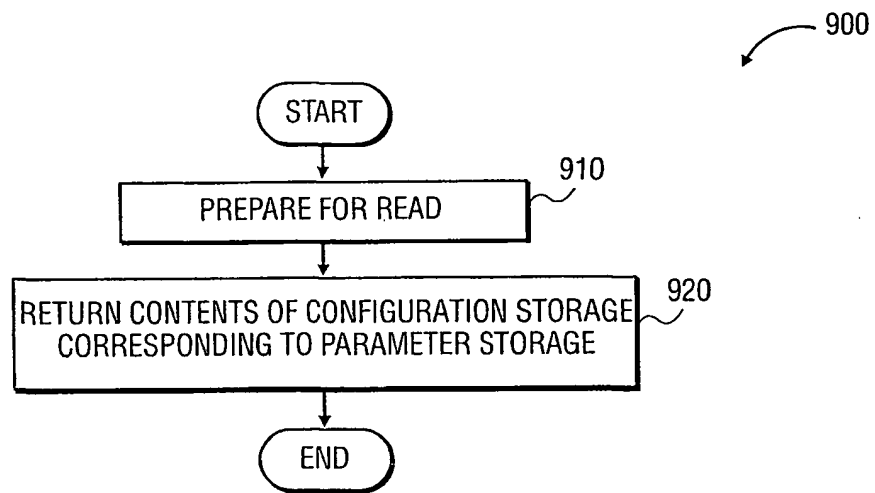 900
START
910
PREPARE FOR READ
920
RETURN CONTENTS OF CONFIGURATION STORAGE
CORRESPONDING TO PARAMETER STORAGE
END